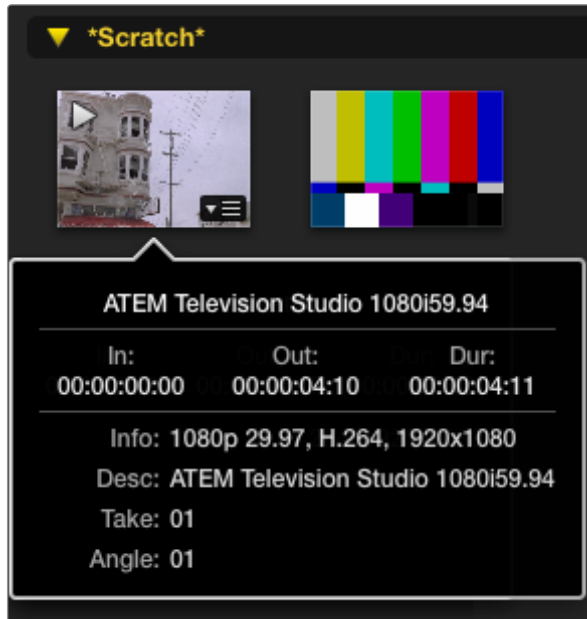 *Scratch*
ATEM Television Studio 1080i59.94
In: Out: Dur:
00:00:00:00 00:00:04:10 00:00:04:11
Info: 1080p 29.97, H.264, 1920x1080
Desc: ATEM Television Studio 1080i59.94
Take: 01
Angle: 01